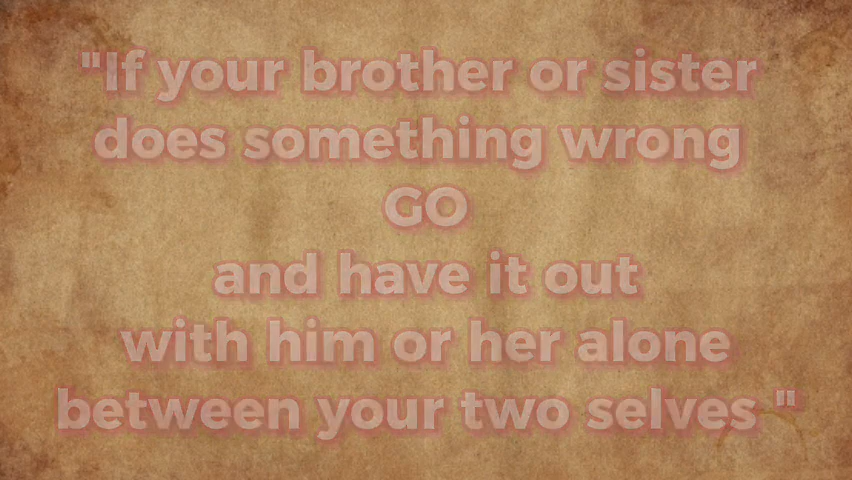 "If your brother or sister
does something wrong
GO
and have it out
with him or her alone
between your two selves "